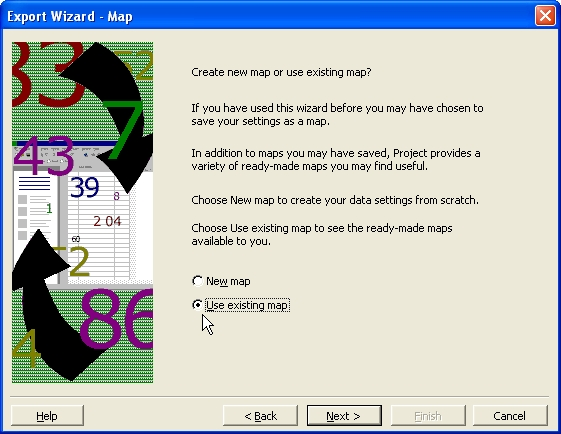 Export Wizard - Map
33
52
7
43
39
8
1
2 04
60
52
86
4
Create new map or use existing map?
If you have used this wizard before you may have chosen to
save your settings as a map.
In addition to maps you may have saved, Project provides a
variety of ready-made maps you may find useful.
Choose New map to create your data settings from scratch.
Choose Use existing map to see the ready-made maps
available to you.
New map
Use existing map
Help
< Back
Next >
Finish
Cancel